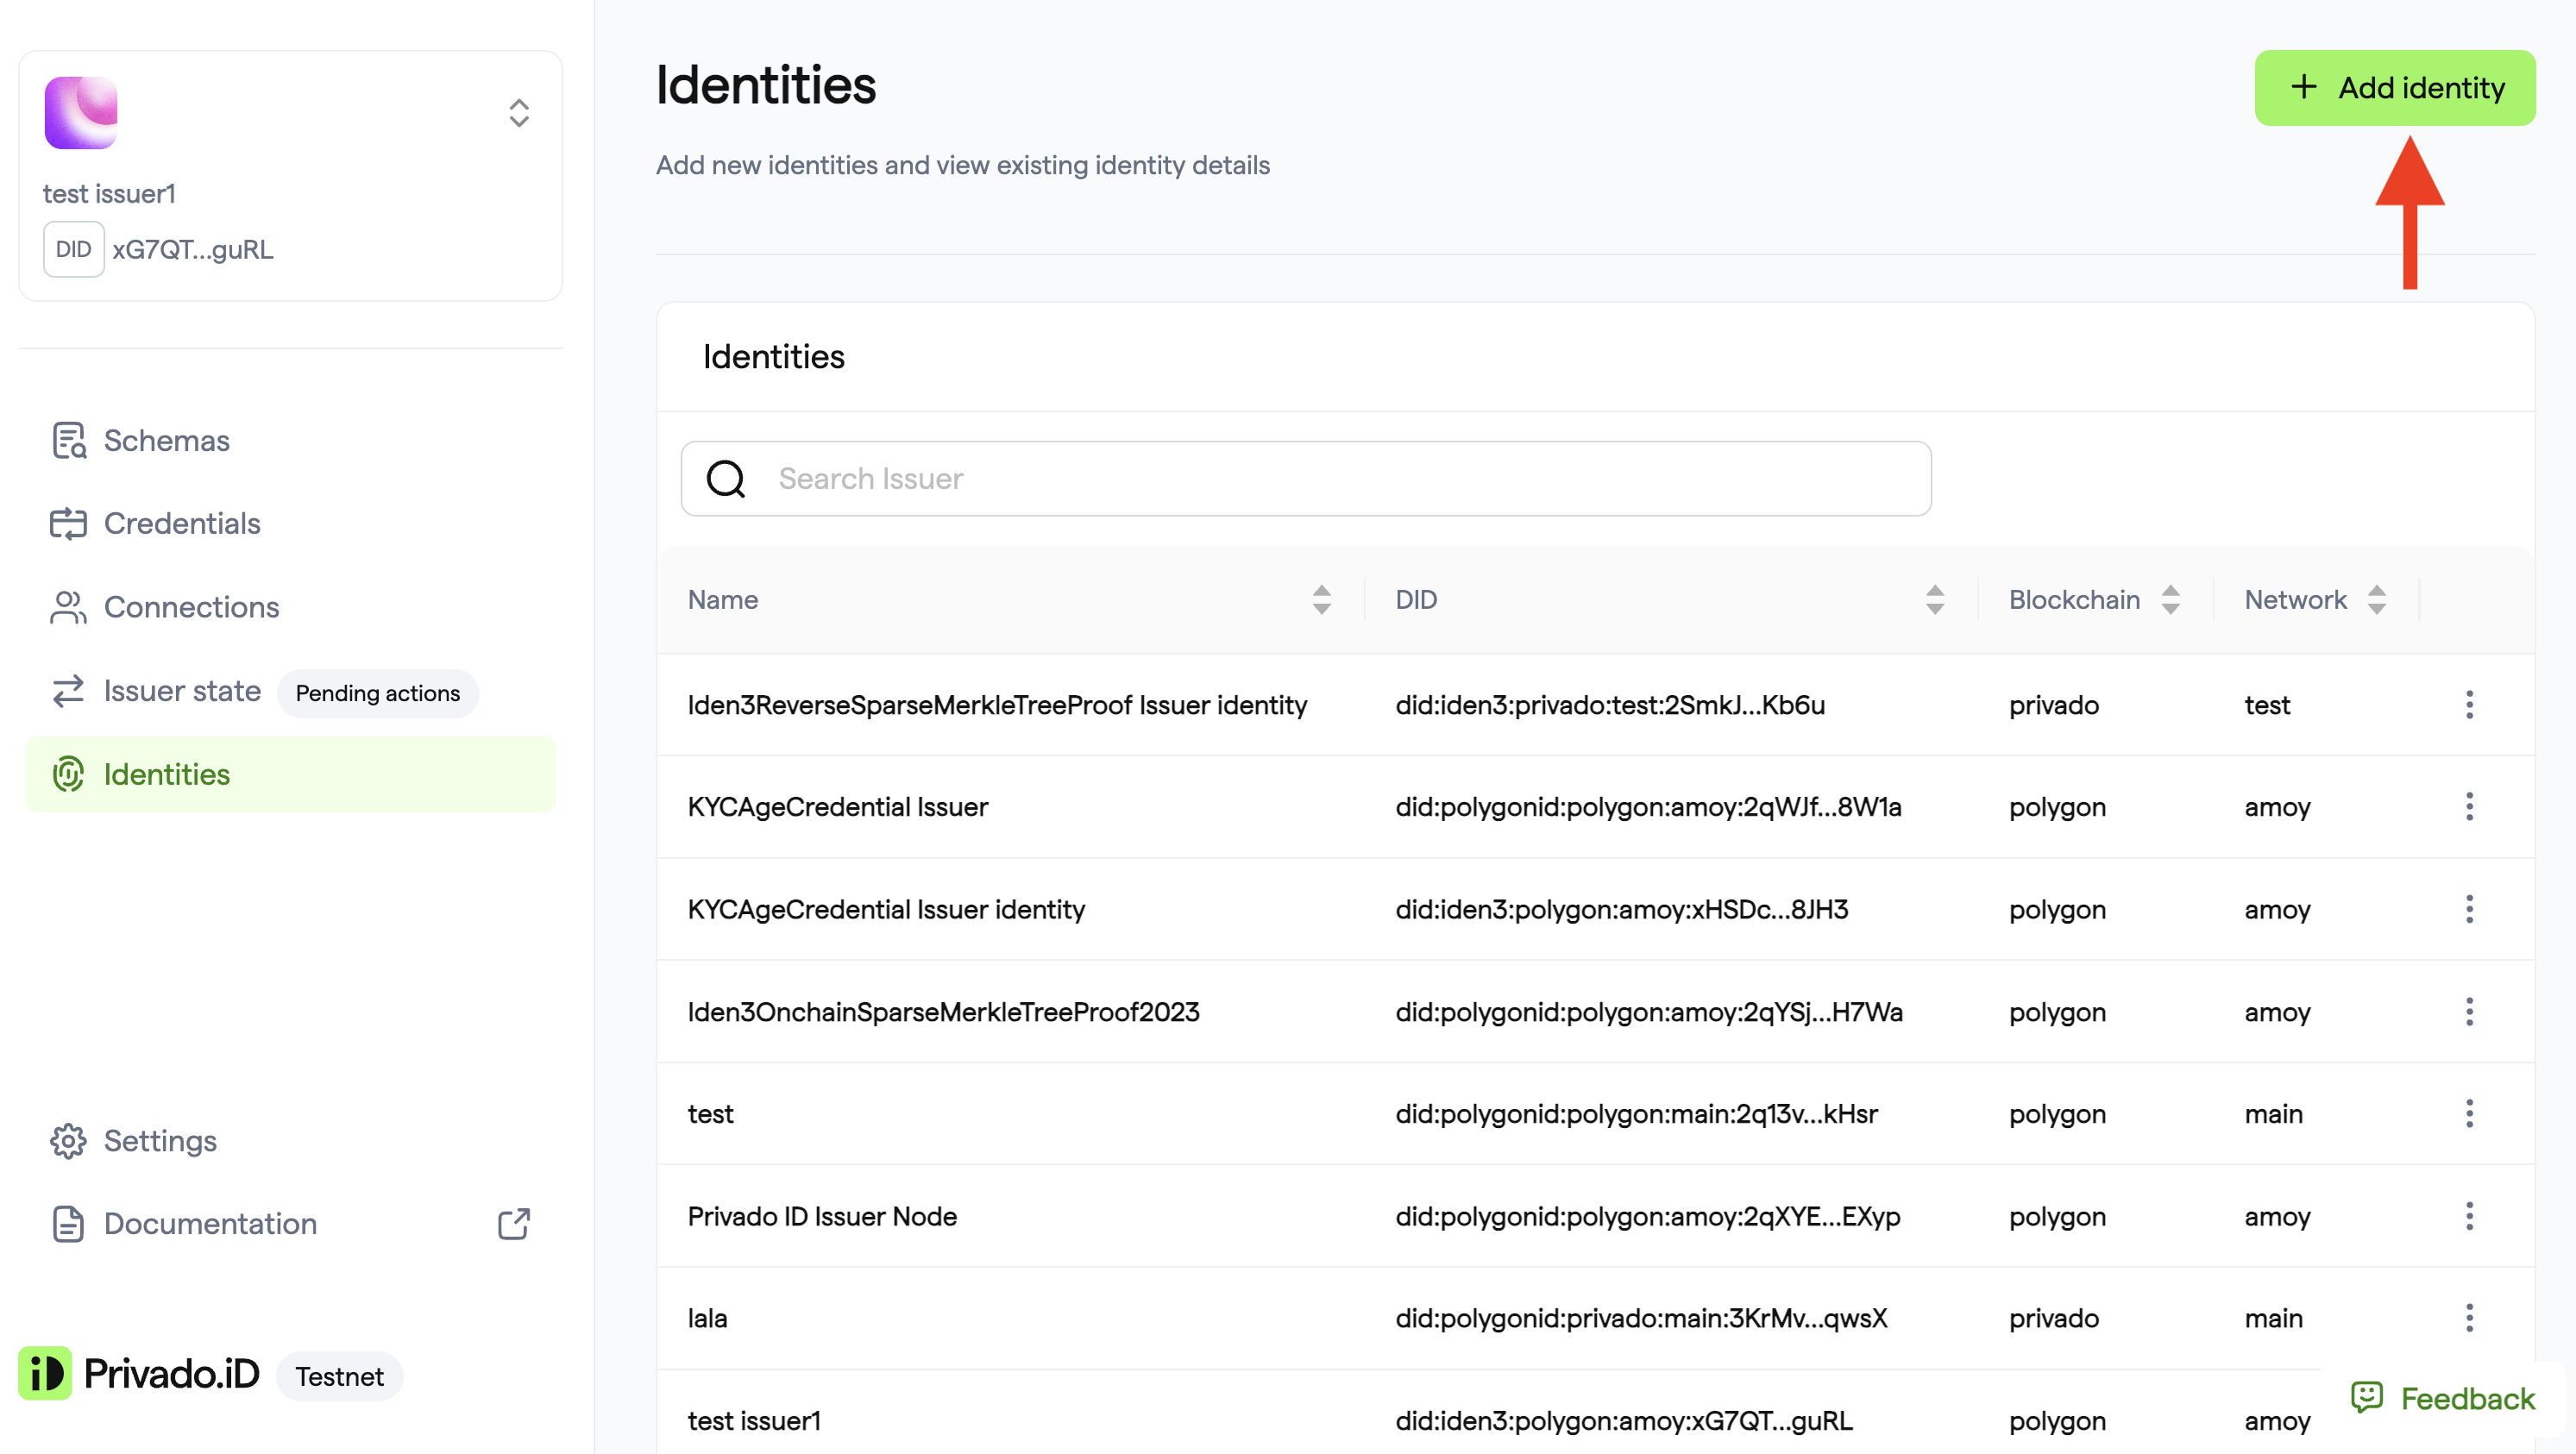 test issuer1
DID xG7QT...guRL
Schemas
Credentials
Connections
Issuer state Pending actions
Identities
Settings
Documentation
iD Privado.iD Testnet
Identities
Add identity
Add new identities and view existing identity details
Identities
Search Issuer
Name DID Blockchain Network
Iden3ReverseSparseMerkleTreeProof Issuer identity did:iden3:privado:test:2SmkJ...Kb6u privado test
KYCAgeCredential Issuer did:polygonid:polygon:amoy:2qWJf...8W1a polygon amoy
KYCAgeCredential Issuer identity did:iden3:polygon:amoy:xHSDc...8JH3 polygon amoy
Iden3OnchainSparseMerkleTreeProof2023 did:polygonid:polygon:amoy:2qYSj...H7Wa polygon amoy
test did:polygonid:polygon:main:2q13v...kHsr polygon main
Privado ID Issuer Node did:polygonid:polygon:amoy:2qXYE...EXyp polygon amoy
lala did:polygonid:privado:main:3KrMv...qwsX privado main
test issuer1 did:iden3:polygon:amoy:xG7QT...guRL polygon amoy
Feedback